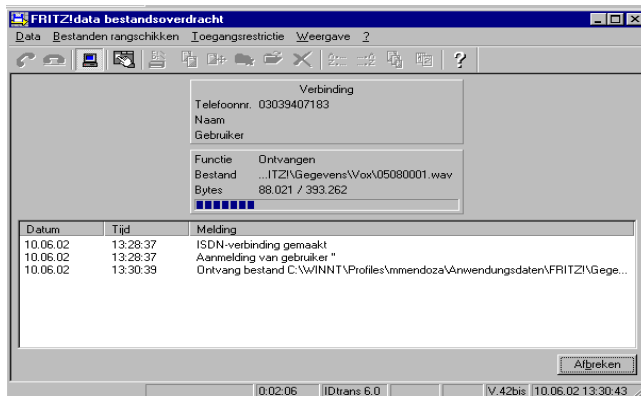 FRITZ!data bestandsoverdracht
Data Bestanden rangschikken Toegangsrestrictie Weergave ?
Verbinding
Telefoonnr. 03039407183
Naam
Gebruiker
Functie Ontvangen
Bestand ...ITZ!\Gegevens\Vox\05080001.wav
Bytes 88.021 / 393.262
Datum Tijd Melding
10.06.02 13:28:37 ISDN-verbinding gemaakt
10.06.02 13:28:37 Aanmelding van gebruiker ''
10.06.02 13:30:39 Ontvang bestand C:\WINNT\Profiles\mmendoza\Anwendungsdaten\FRITZ!\Gege...
Afbreken
0:02:06 IDtrans 6.0 V.42bis 10.06.02 13:30:43